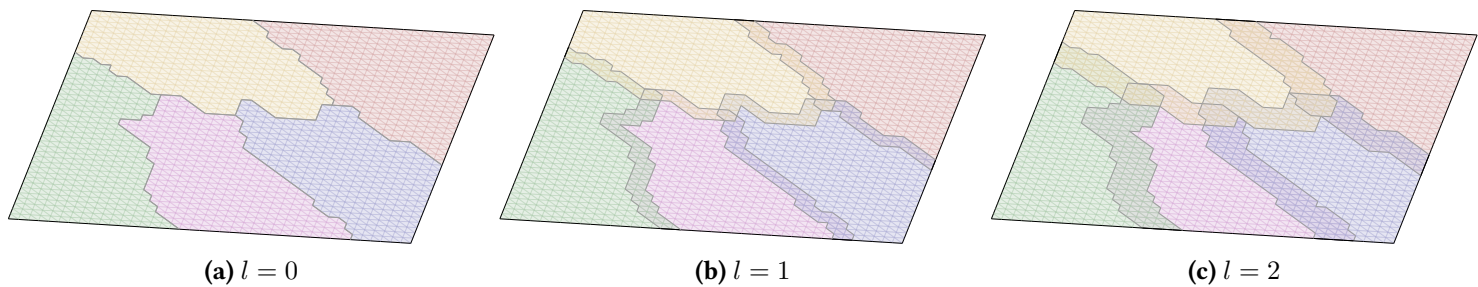 (a) l = 0
(b) l = 1
(c) l = 2